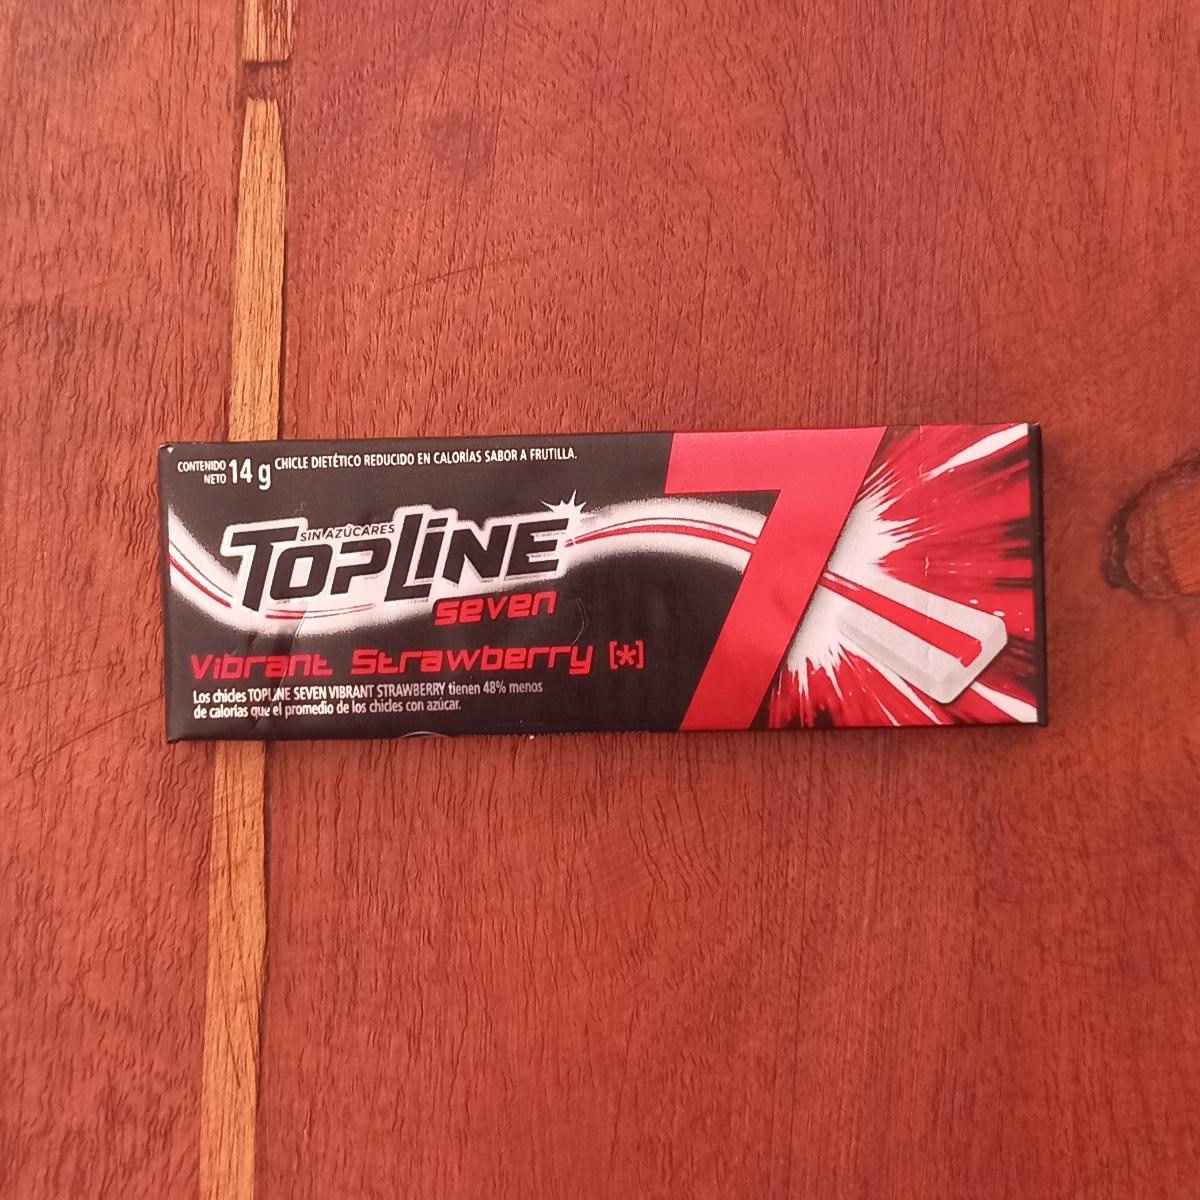 CONTENIDO
NETO 14 g
CHICLE DIETÉTICO REDUCIDO EN CALORÍAS SABOR A FRUTILLA.
SIN AZÚCARES
TOPLINE
seven
7
Vibrant Strawberry [*]
Los chicles TOPLINE SEVEN VIBRANT STRAWBERRY tienen 48% menos
de calorías que el promedio de los chicles con azúcar.